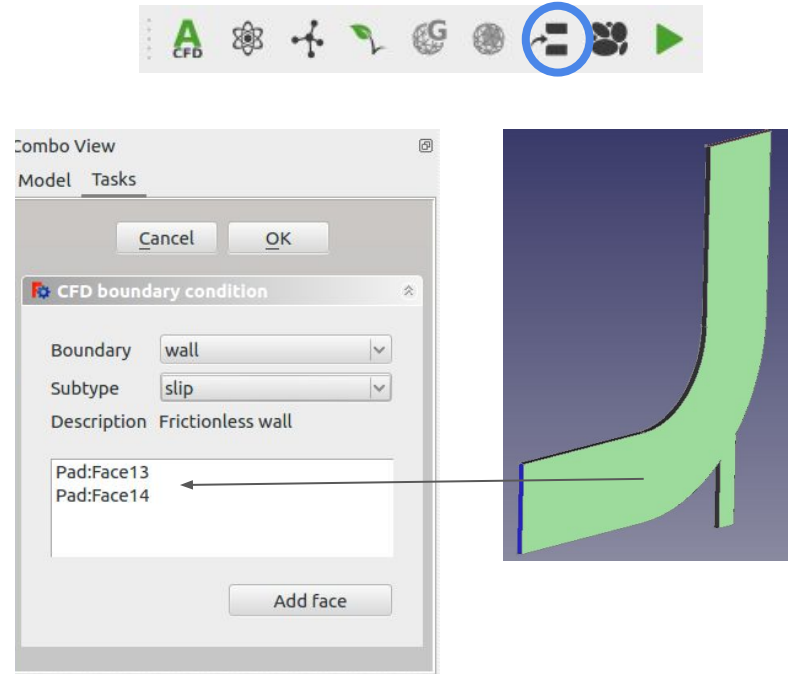 A
CFD
G
Combo View
Model Tasks
Cancel OK
CFD boundary condition
Boundary wall
Subtype slip
Description Frictionless wall
Pad:Face13
Pad:Face14
Add face